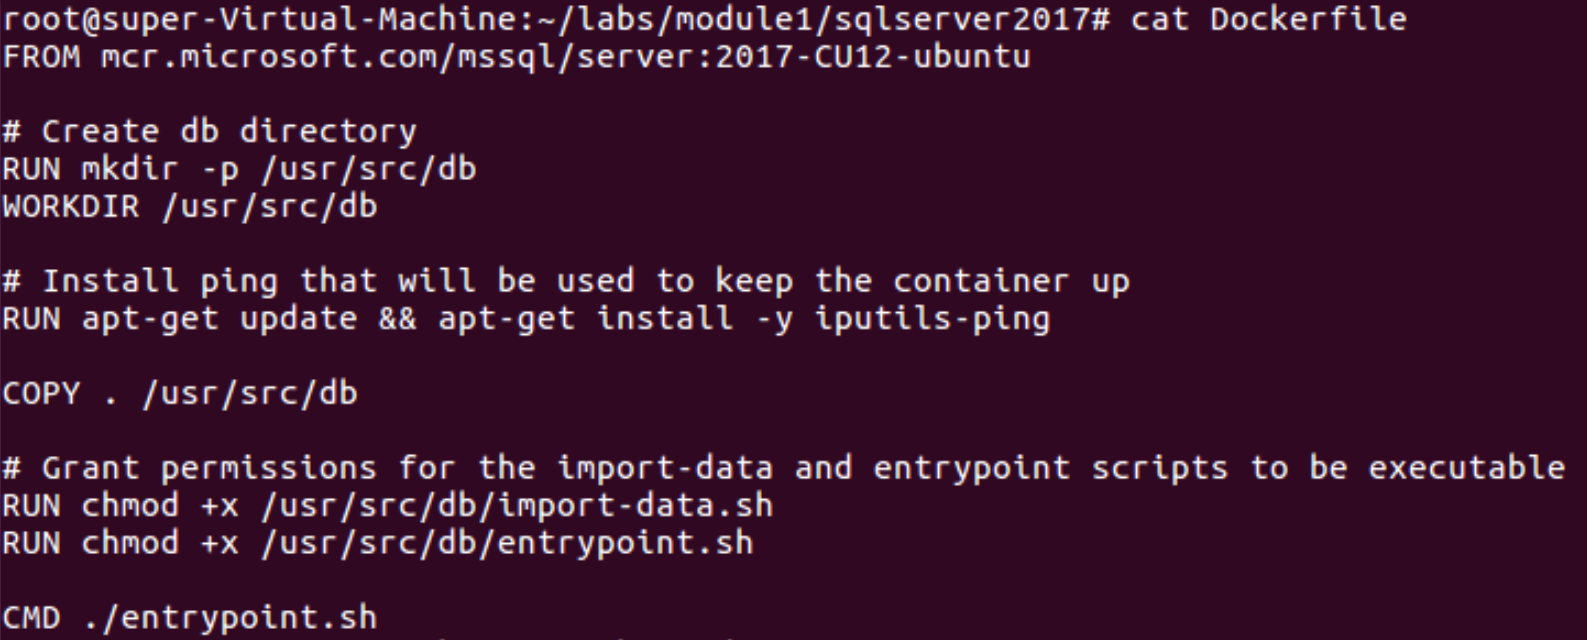 root@super-Virtual-Machine:~/labs/module1/sqlserver2017# cat Dockerfile
FROM mcr.microsoft.com/mssql/server:2017-CU12-ubuntu
# Create db directory
RUN mkdir -p /usr/src/db
WORKDIR /usr/src/db
# Install ping that will be used to keep the container up
RUN apt-get update && apt-get install -y iputils-ping
COPY . /usr/src/db
# Grant permissions for the import-data and entrypoint scripts to be executable
RUN chmod +x /usr/src/db/import-data.sh
RUN chmod +x /usr/src/db/entrypoint.sh
CMD ./entrypoint.sh